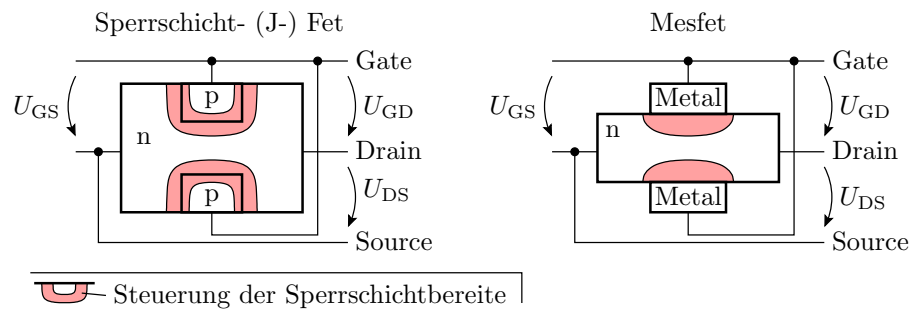 Sperrschicht- (J-) Fet
Gate
U_GS
p
U_GD
n
Drain
p
U_DS
Source
Mesfet
Gate
U_GS
Metal
U_GD
n
Drain
Metal
U_DS
Source
Steuerung der Sperrschichtbereite